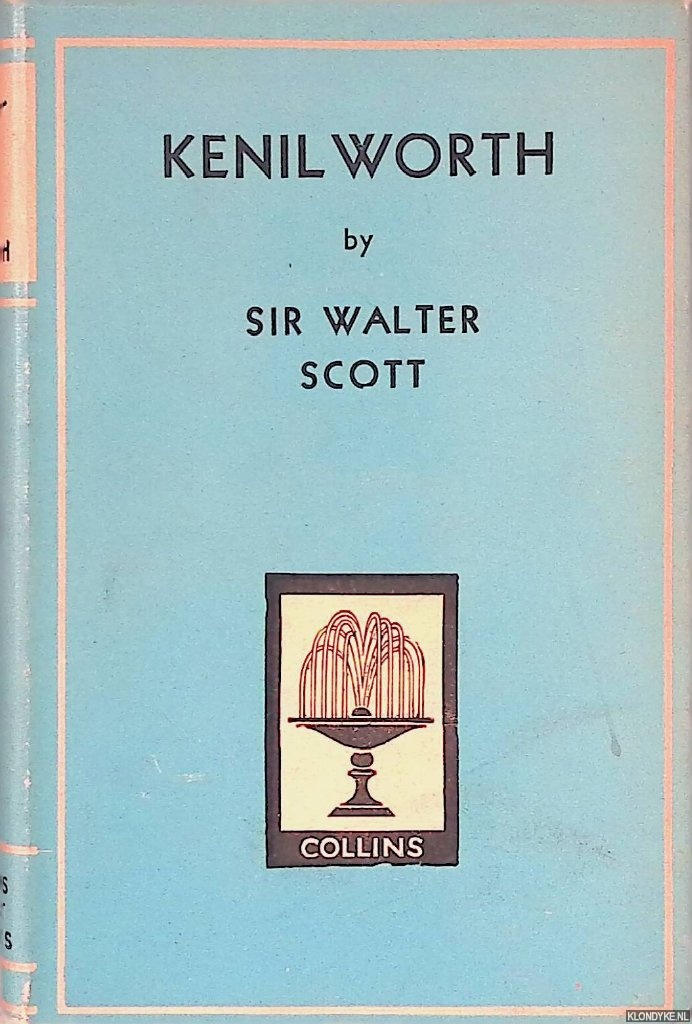 KENILWORTH
by
SIR WALTER
SCOTT
COLLINS
KLONDYKE.NL